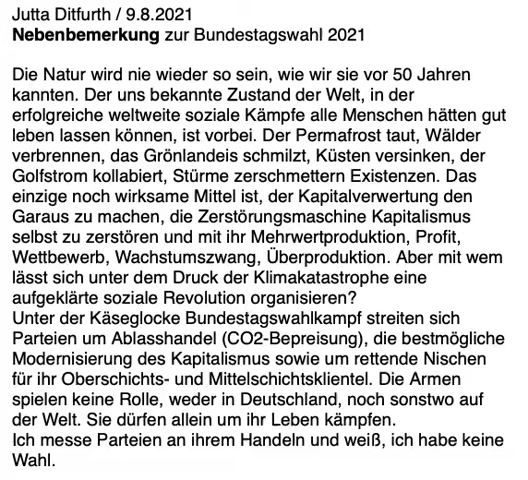 Jutta Ditfurth / 9.8.2021
Nebenbemerkung zur Bundestagswahl 2021
Die Natur wird nie wieder so sein, wie wir sie vor 50 Jahren
kannten. Der uns bekannte Zustand der Welt, in der
erfolgreiche weltweite soziale Kämpfe alle Menschen hätten gut
leben lassen können, ist vorbei. Der Permafrost taut, Wälder
verbrennen, das Grönlandeis schmilzt, Küsten versinken, der
Golfstrom kollabiert, Stürme zerschmettern Existenzen. Das
einzige noch wirksame Mittel ist, der Kapitalverwertung den
Garaus zu machen, die Zerstörungsmaschine Kapitalismus
selbst zu zerstören und mit ihr Mehrwertproduktion, Profit,
Wettbewerb, Wachstumszwang, Überproduktion. Aber mit wem
lässt sich unter dem Druck der Klimakatastrophe eine
aufgeklärte soziale Revolution organisieren?
Unter der Käseglocke Bundestagswahlkampf streiten sich
Parteien um Ablasshandel (CO2-Bepreisung), die bestmögliche
Modernisierung des Kapitalismus sowie um rettende Nischen
für ihr Oberschichts- und Mittelschichtsklientel. Die Armen
spielen keine Rolle, weder in Deutschland, noch sonstwo auf
der Welt. Sie dürfen allein um ihr Leben kämpfen.
Ich messe Parteien an ihrem Handeln und weiß, ich habe keine
Wahl.